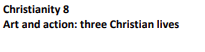 Christianity 8
Art and action: three Christian lives